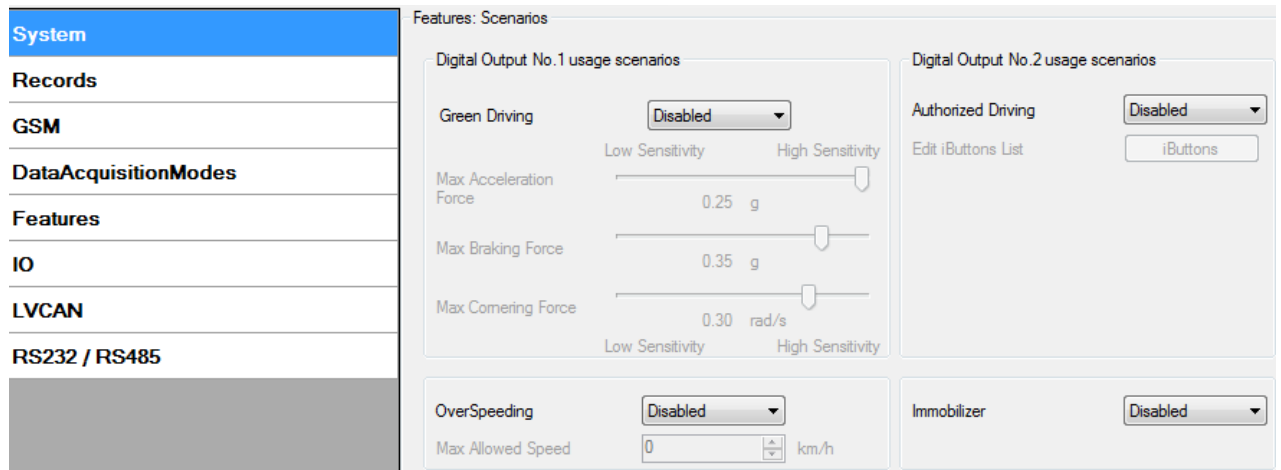 System
Records
GSM
DataAcquisitionModes
Features
IO
LVCAN
RS232 / RS485
Features: Scenarios
Digital Output No.1 usage scenarios
Green Driving
Disabled
Low Sensitivity
High Sensitivity
Max Acceleration
Force
0.25 g
Max Braking Force
0.35 g
Max Cornering Force
0.30 rad/s
Low Sensitivity
High Sensitivity
Digital Output No.2 usage scenarios
Authorized Driving
Disabled
Edit iButtons List
iButtons
OverSpeeding
Disabled
Max Allowed Speed
0
km/h
Immobilizer
Disabled